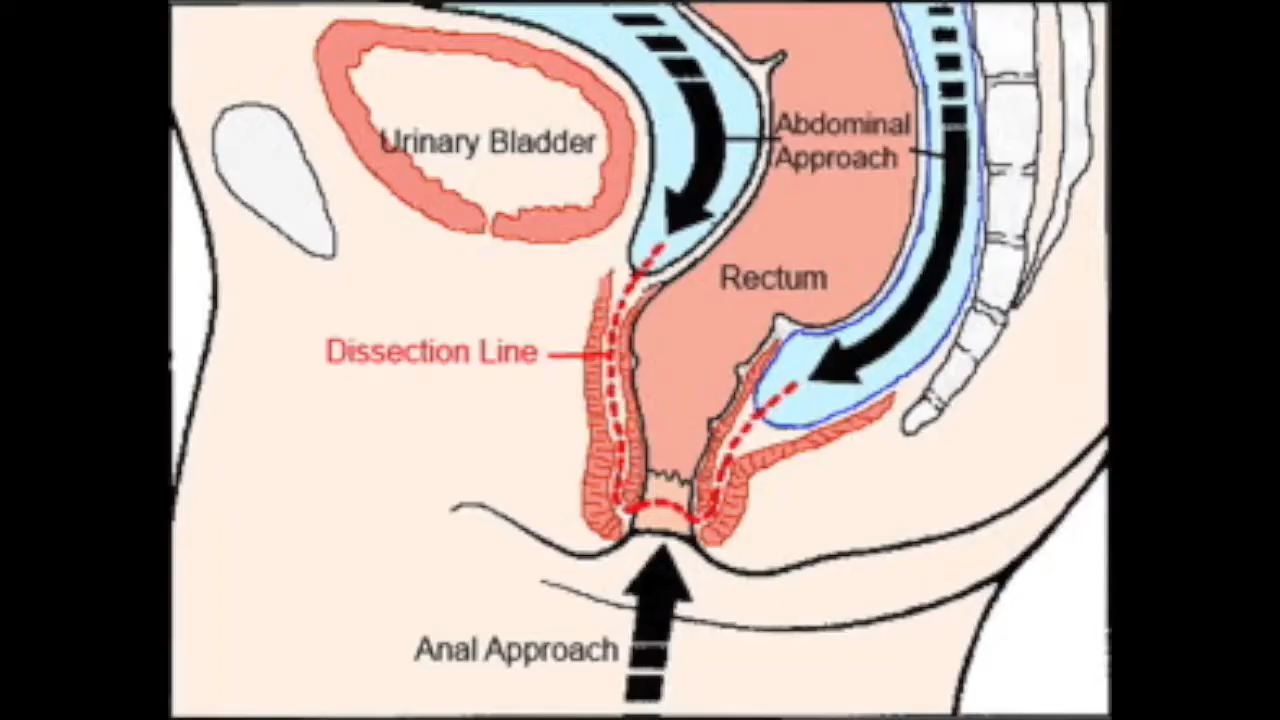 Urinary Bladder
Abdominal
Approach
Rectum
Dissection Line
Anal Approach